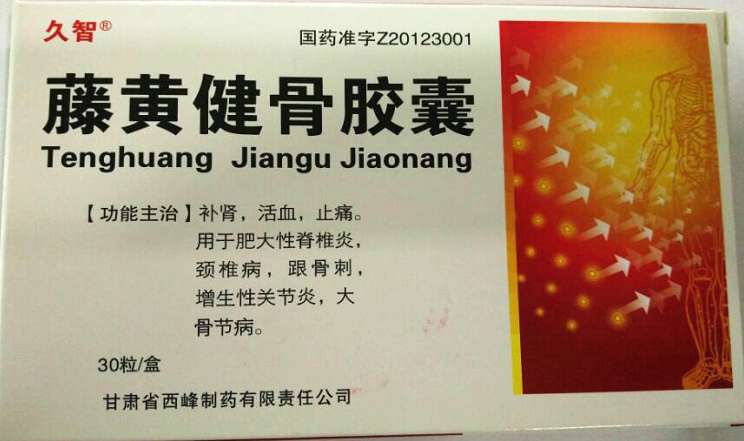 久智®
国药准字Z20123001
藤黄健骨胶囊
Tenghuang Jiangu Jiaonang
【功能主治】补肾，活血，止痛。
用于肥大性脊椎炎，
颈椎病，跟骨刺，
增生性关节炎，大
骨节病。
30粒/盒
甘肃省西峰制药有限责任公司